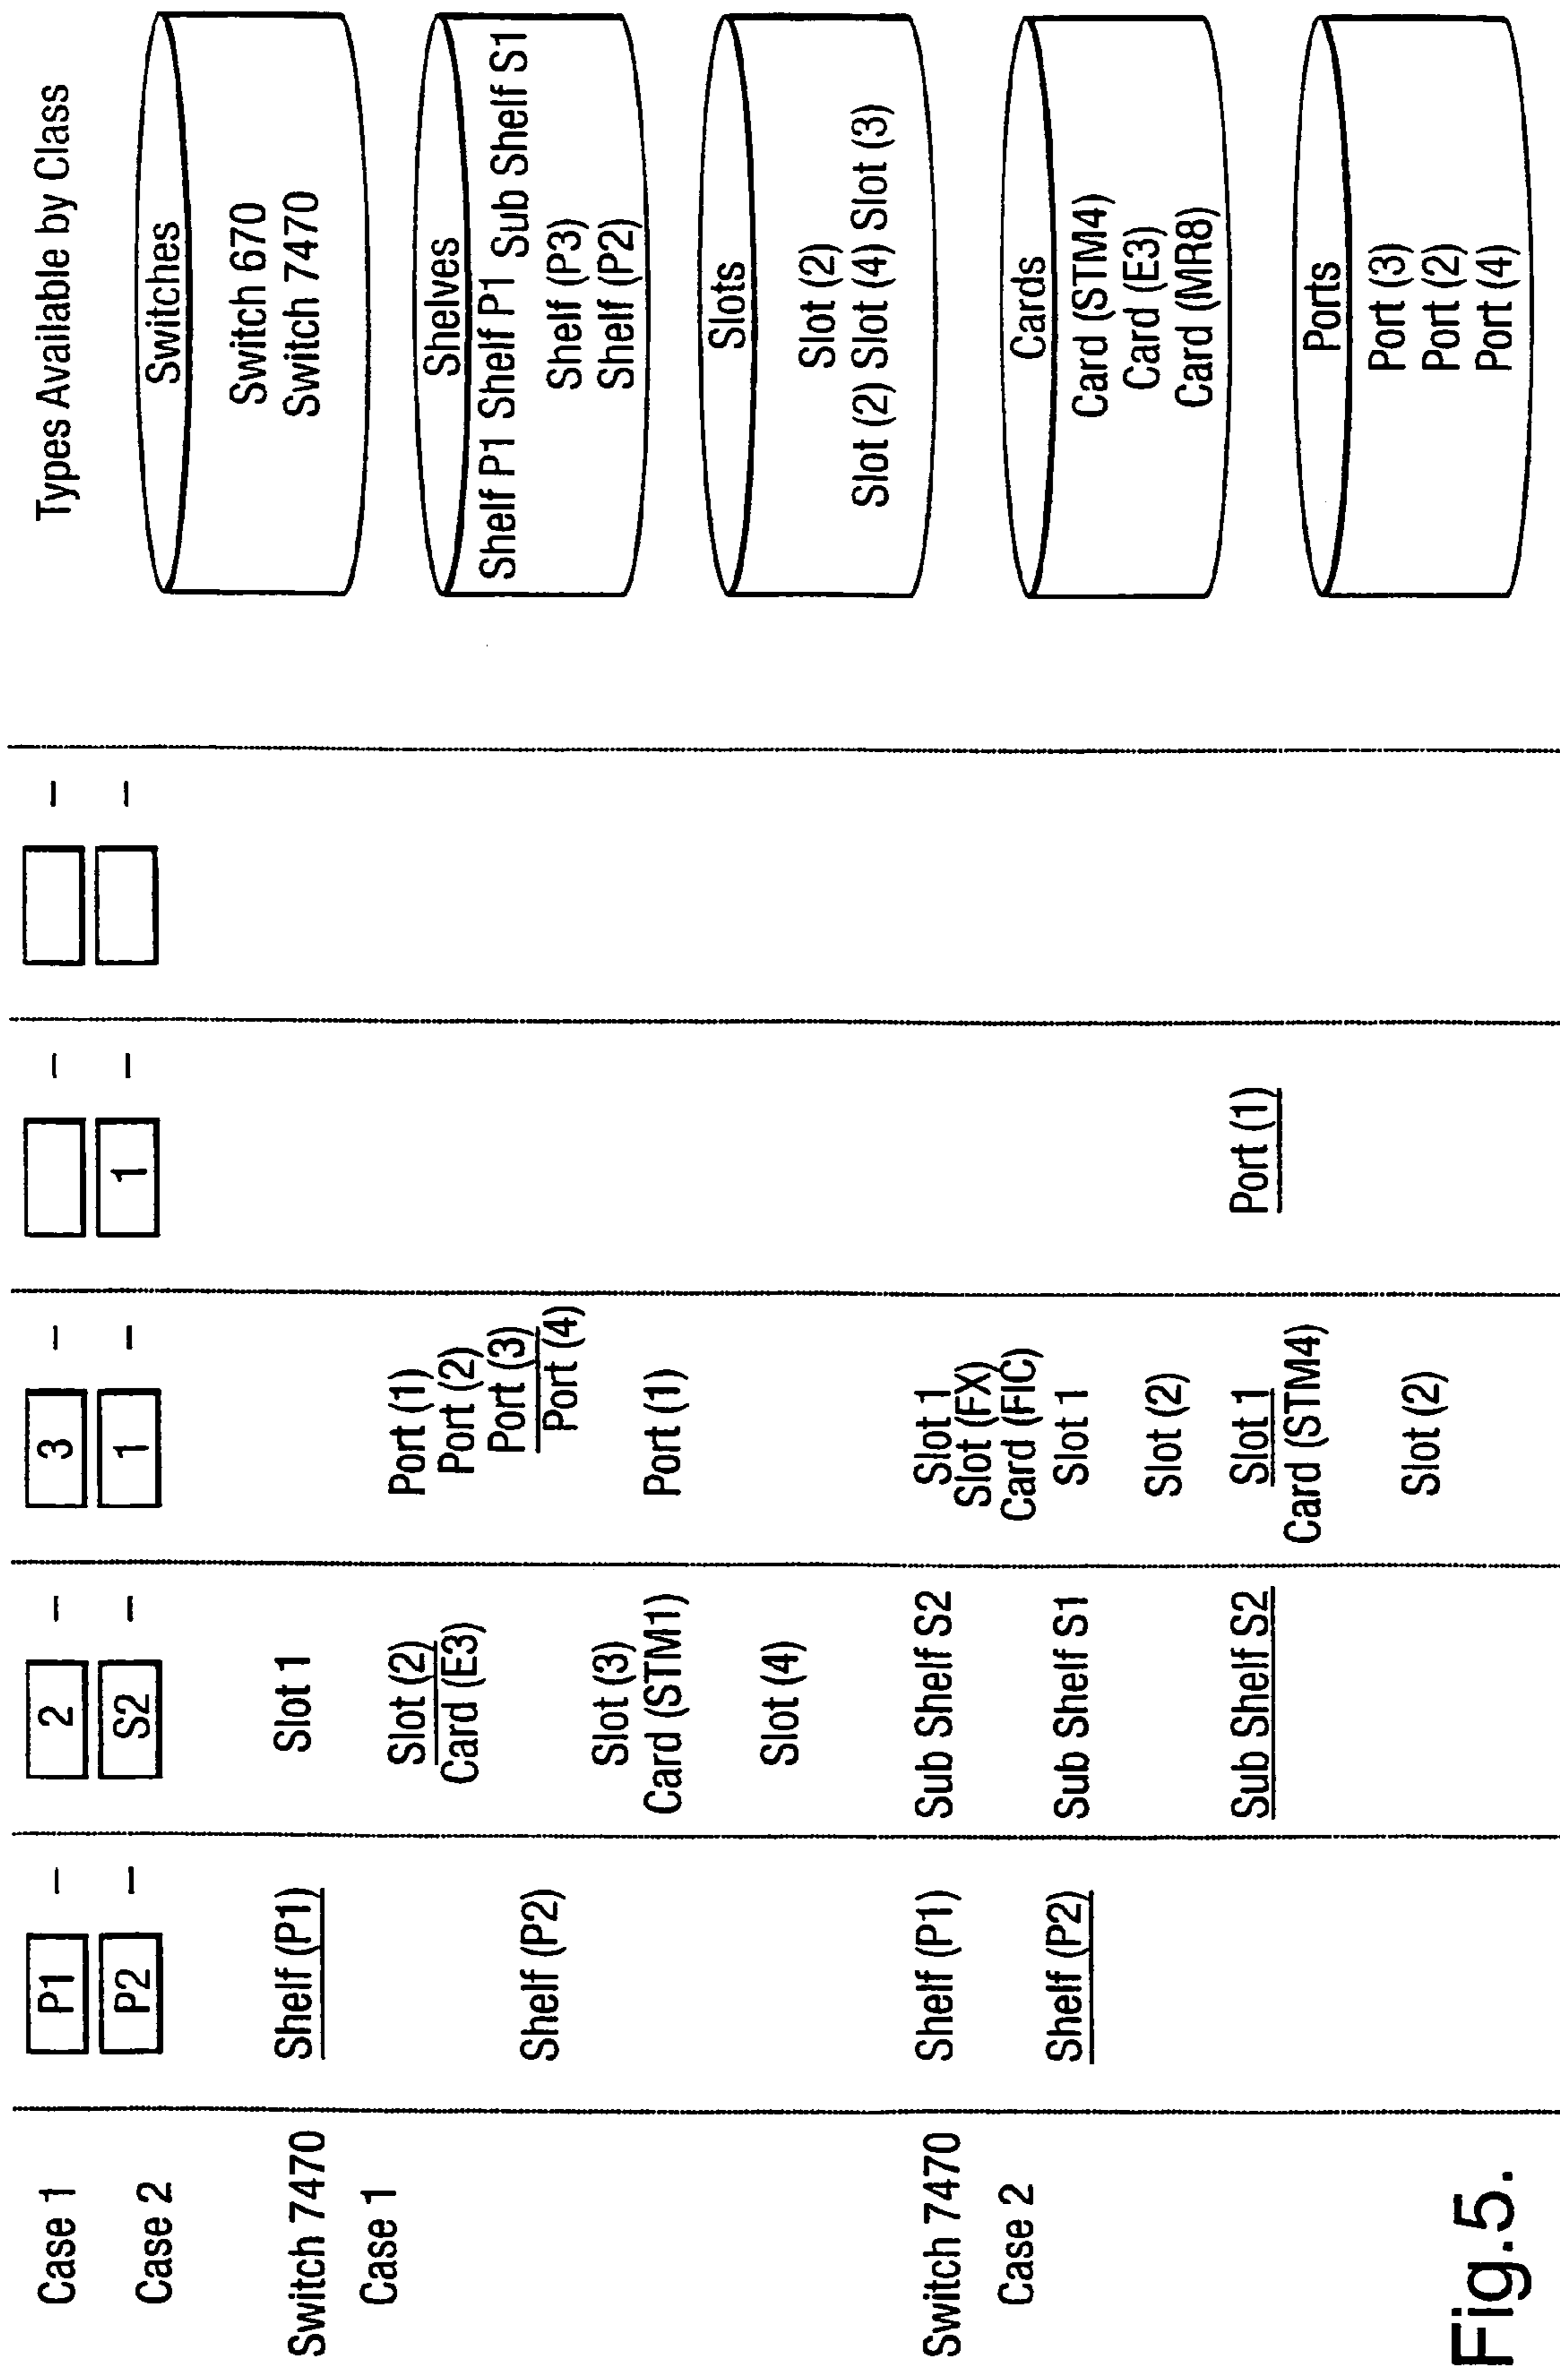 Types Available by Class
Case 1 P1 – 2 – 3 – –
Case 2 P2 – S2 – 1 – 1 – –
Switch 7470
Case 1
Shelf (P1)
Slot 1
Slot (2)
Card (E3)
Port (1)
Port (2)
Port (3)
Port (4)
Shelf (P2)
Slot (3)
Card (STM1)
Port (1)
Slot (4)
Switch 7470
Case 2
Shelf (P1)
Sub Shelf S2
Slot 1
Slot (FX)
Card (FIC)
Shelf (P2)
Sub Shelf S1
Slot 1
Slot (2)
Sub Shelf S2
Slot 1
Card (STM4)
Port (1)
Slot (2)
Switches
Switch 670
Switch 7470
Shelves
Shelf P1 Shelf P1 Sub Shelf S1
Shelf (P3)
Shelf (P2)
Slots
Slot (2)
Slot (2) Slot (4) Slot (3)
Cards
Card (STM4)
Card (E3)
Card (MR8)
Ports
Port (3)
Port (2)
Port (4)
Fig.5.